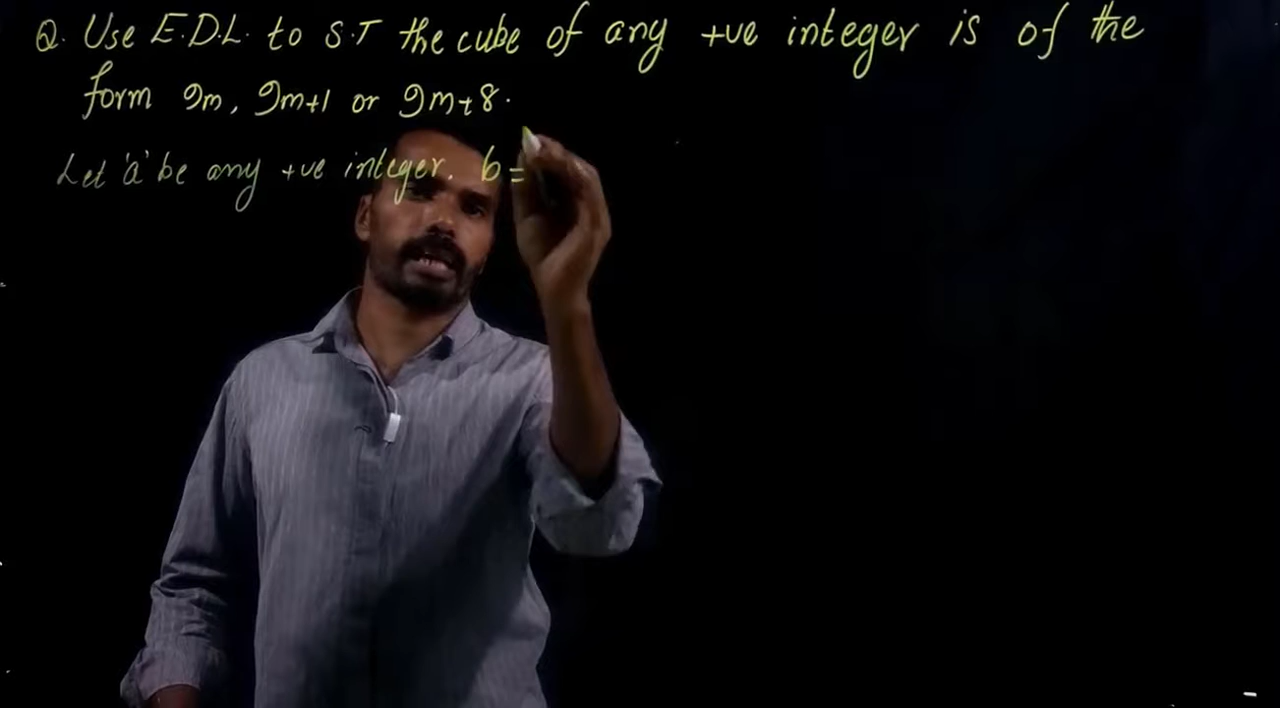 Q. Use E.D.L. to S.T the cube of any +ve integer is of the
form 9m, 9m+1 or 9m+8.
Let 'a' be any +ve integer. b =